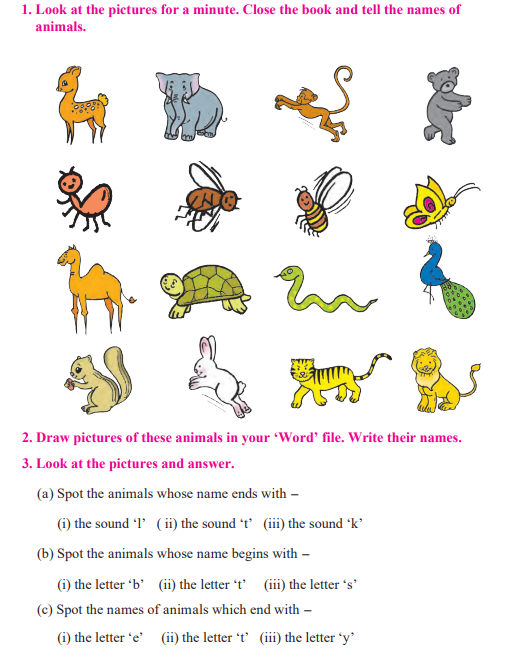 1. Look at the pictures for a minute. Close the book and tell the names of
animals.
2. Draw pictures of these animals in your ‘Word’ file. Write their names.
3. Look at the pictures and answer.
(a) Spot the animals whose name ends with –
(i) the sound ‘l’ ( ii) the sound ‘t’ (iii) the sound ‘k’
(b) Spot the animals whose name begins with –
(i) the letter ‘b’ (ii) the letter ‘t’ (iii) the letter ‘s’
(c) Spot the names of animals which end with –
(i) the letter ‘e’ (ii) the letter ‘t’ (iii) the letter ‘y’